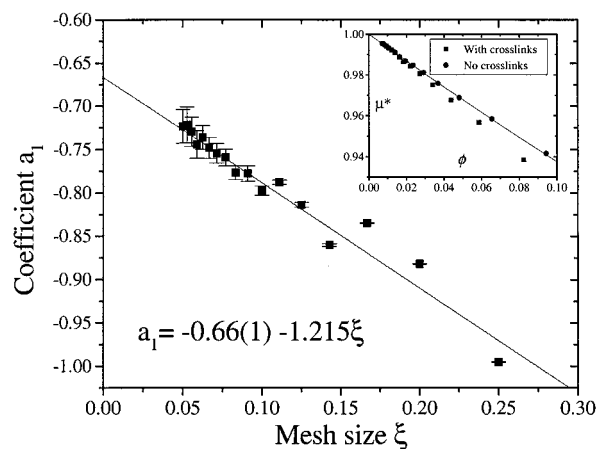 -0.60
-0.65
-0.70
-0.75
-0.80
-0.85
-0.90
-0.95
-1.00
Coefficient a₁
1.00
0.98
0.96
0.94
μ*
With crosslinks
No crosslinks
ϕ
0.00 0.02 0.04 0.06 0.08 0.10
a₁= -0.66(1) -1.215ξ
0.00 0.05 0.10 0.15 0.20 0.25 0.30
Mesh size ξ